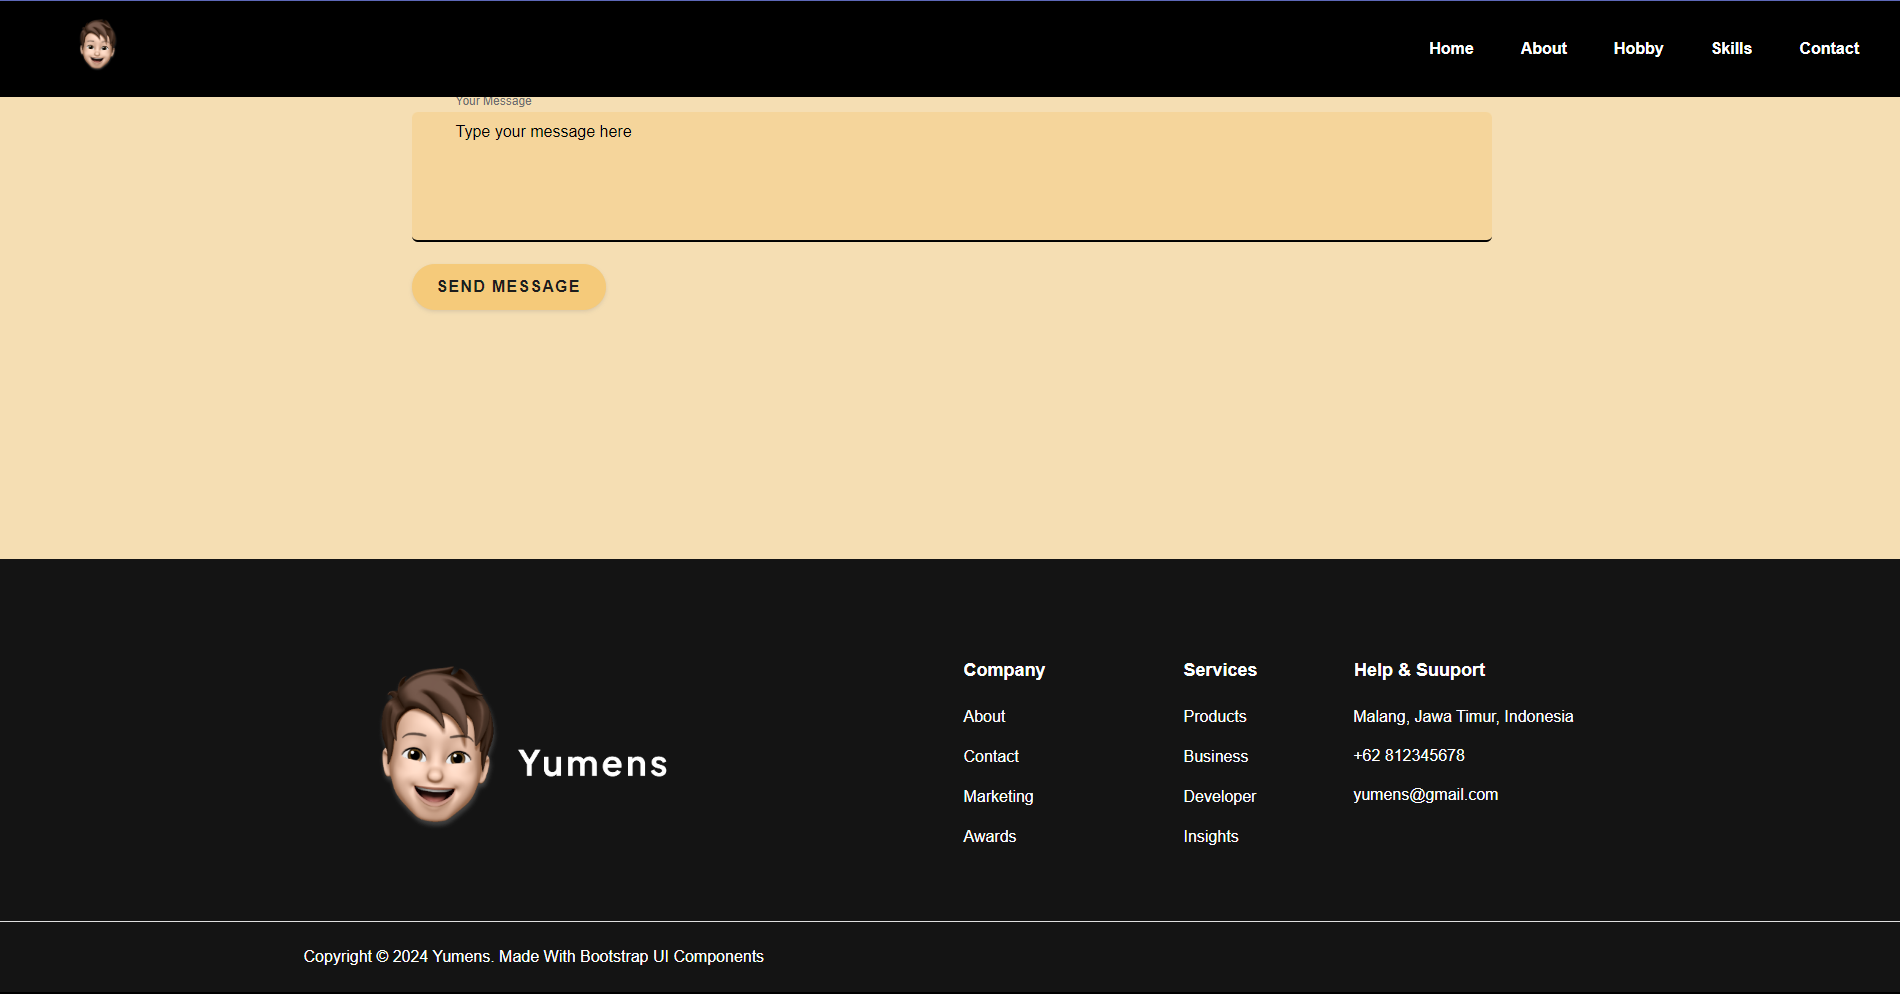 Home About Hobby Skills Contact
Your Message
Type your message here
SEND MESSAGE
Yumens
Company
About
Contact
Marketing
Awards
Services
Products
Business
Developer
Insights
Help & Suuport
Malang, Jawa Timur, Indonesia
+62 812345678
yumens@gmail.com
Copyright © 2024 Yumens. Made With Bootstrap UI Components